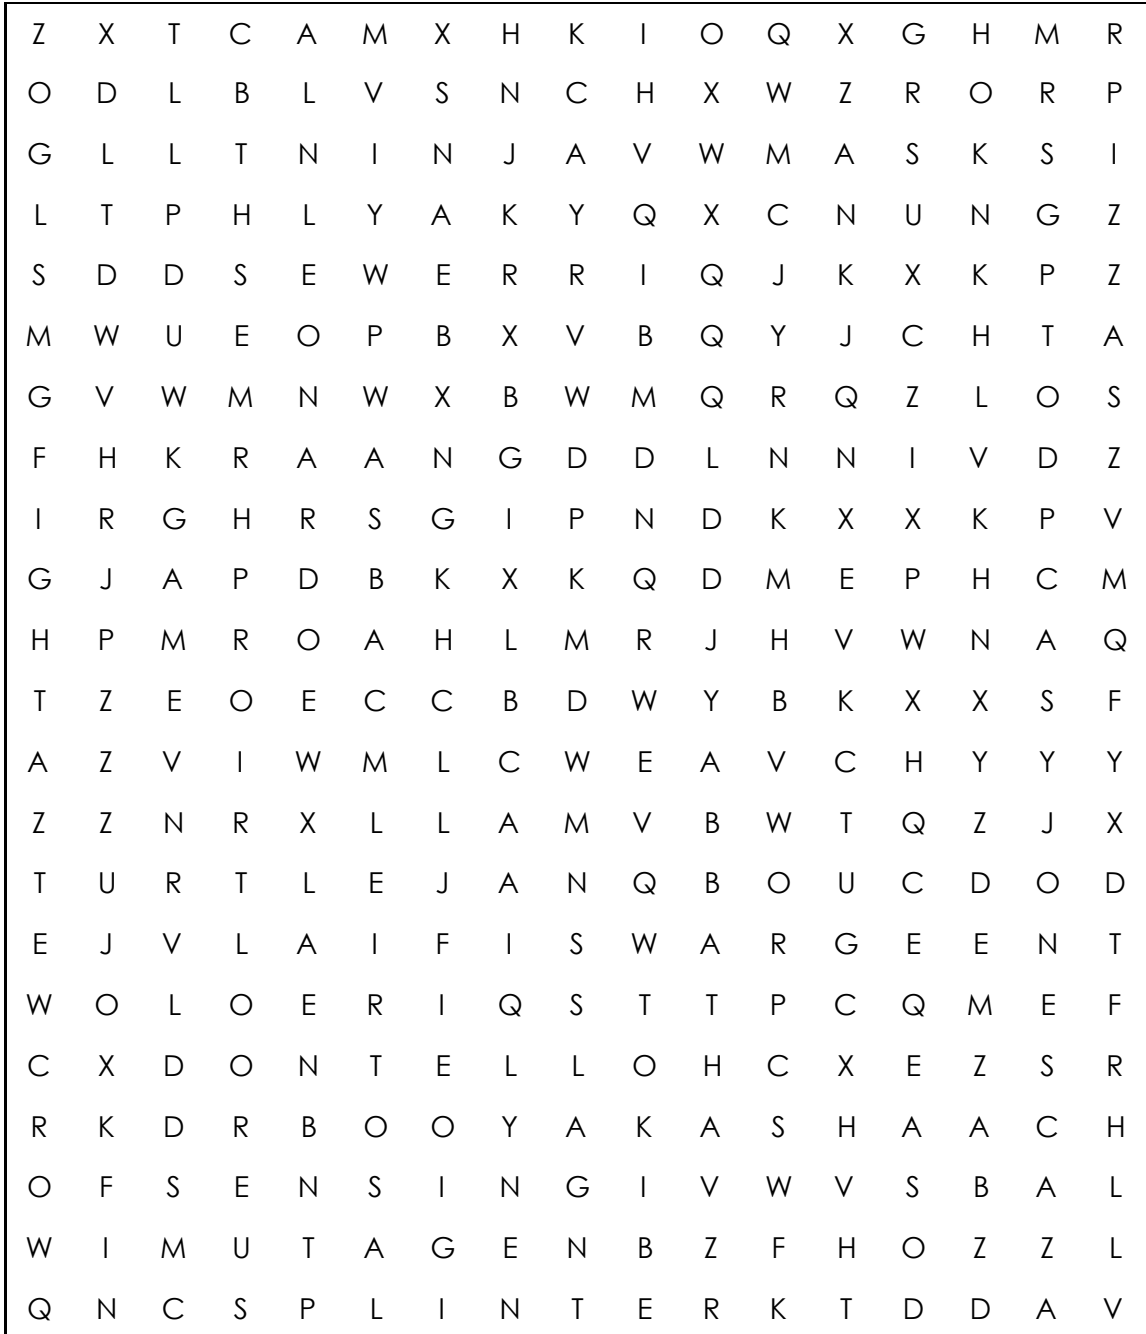 Z X T C A M X H K I O Q X G H M R
O D L B L V S N C H X W Z R O R P
G L L T N I N J A V W M A S K S I
L T P H L Y A K Y Q X C N U N G Z
S D D S E W E R R I Q J K X K P Z
M W U E O P B X V B Q Y J C H T A
G V W M N W X B W M Q R Q Z L O S
F H K R A A N G D D L N N I V D Z
I R G H R S G I P N D K X X K P V
G J A P D B K X K Q D M E P H C M
H P M R O A H L M R J H V W N A Q
T Z E O E C C B D W Y B K X X S F
A Z V I W M L C W E A V C H Y Y Y
Z Z N R X L L A M V B W T Q Z J X
T U R T L E J A N Q B O U C D O D
E J V L A I F I S W A R G E E N T
W O L O E R I Q S T T P C Q M E F
C X D O N T E L L O H C X E Z S R
R K D R B O O Y A K A S H A A C H
O F S E N S I N G I V W V S B A L
W I M U T A G E N B Z F H O Z Z L
Q N C S P L I N T E R K T D D A V